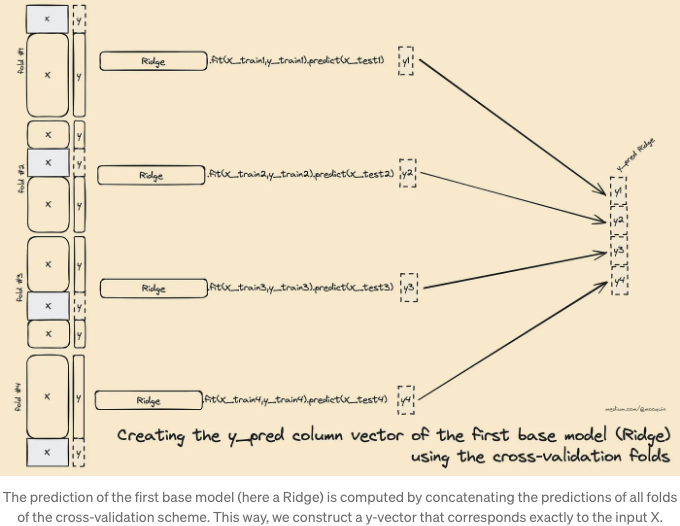 x y
fold #1
x y
Ridge .fit(X_train1,y_train1).predict(X_test1) y1
x y
fold #2
x y
x y
Ridge .fit(X_train2,y_train2).predict(X_test2) y2
y_pred Ridge
y1
y2
y3
y4
fold #3
x y
x y
x y
Ridge .fit(X_train3,y_train3).predict(X_test3) y3
fold #4
x y
x y
Ridge .fit(X_train4,y_train4).predict(X_test4) y4
Creating the y_pred column vector of the first base model (Ridge)
using the cross-validation folds
The prediction of the first base model (here a Ridge) is computed by concatenating the predictions of all folds
of the cross-validation scheme. This way, we construct a y-vector that corresponds exactly to the input X.